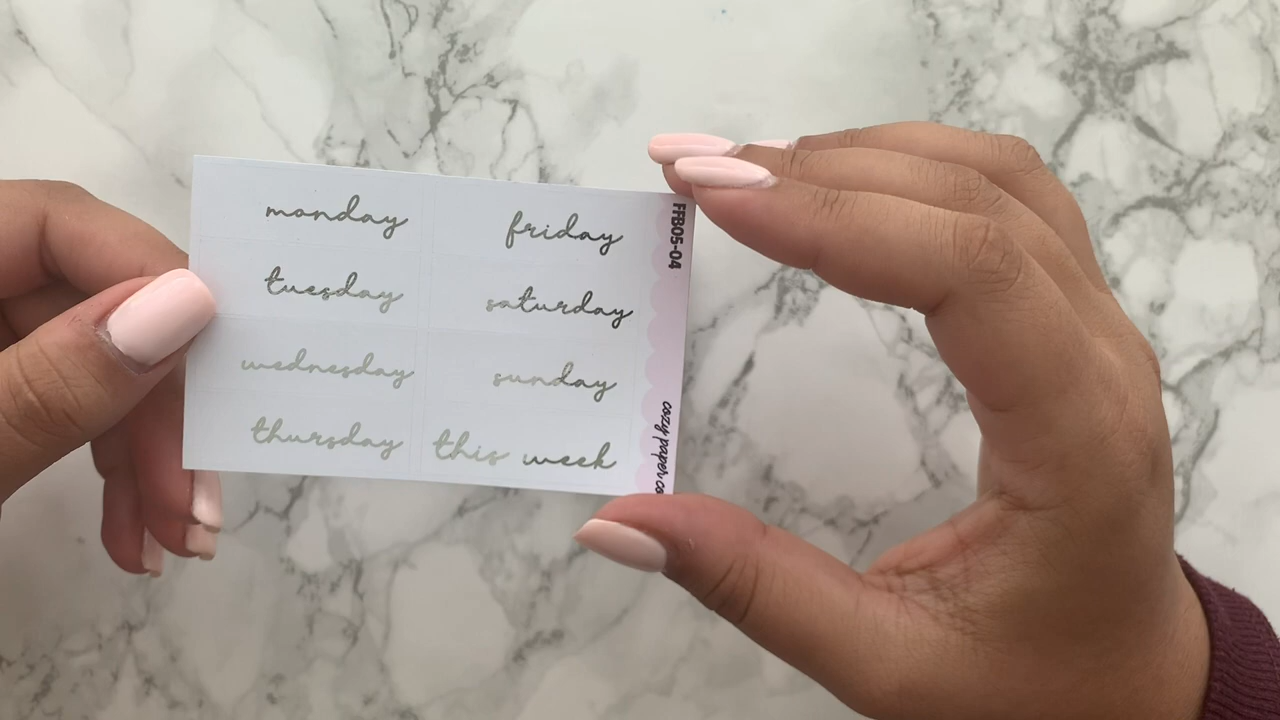 monday
tuesday
wednesday
thursday
friday
saturday
sunday
this week
FFB05-04
cozy paper co